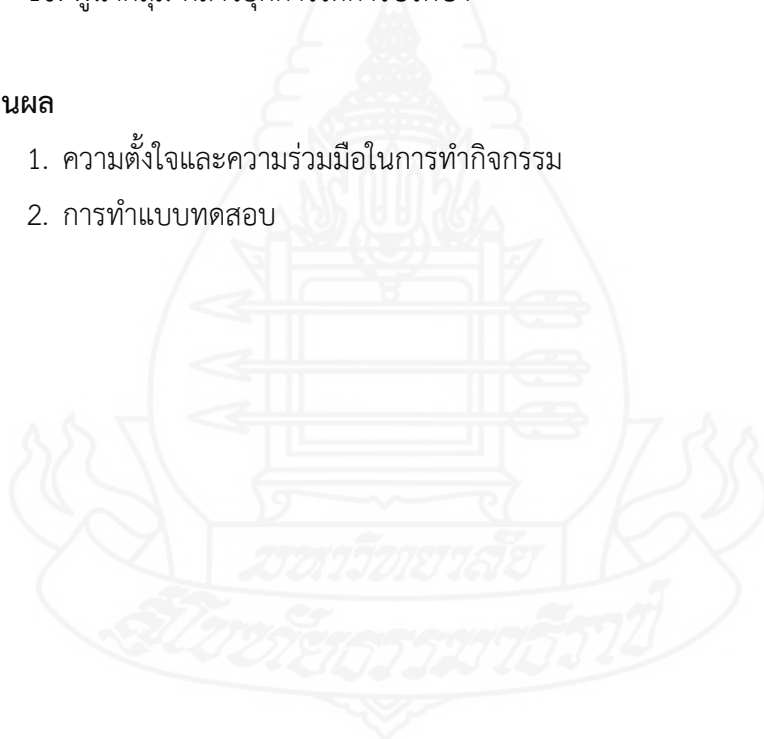 นผล
1. ความตั้งใจและความร่วมมือในการทำกิจกรรม
2. การทำแบบทดสอบ
มหาวิทยาลัย
สุโขทัยธรรมาธิราช